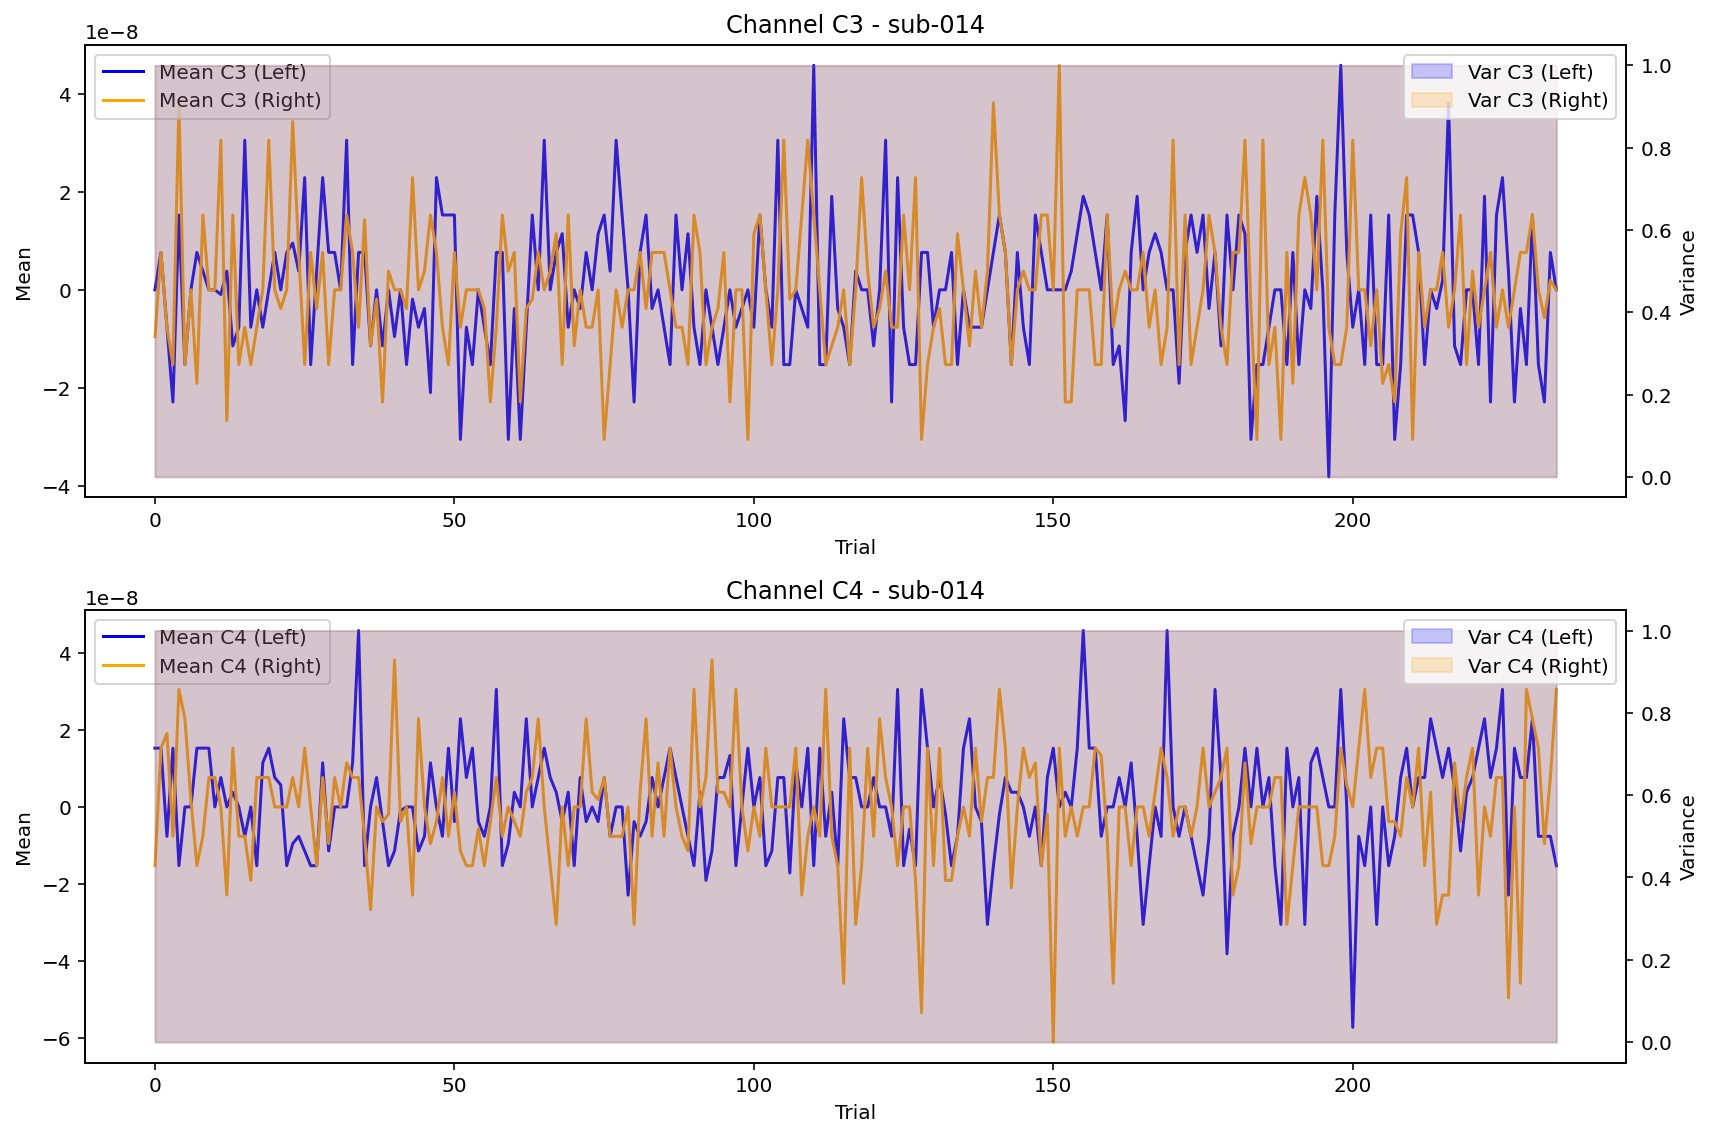 Channel C3 - sub-014
1e−8
Mean C3 (Left)
Mean C3 (Right)
Var C3 (Left)
Var C3 (Right)
4
2
0
−2
−4
Mean
1.0
0.8
0.6
0.4
0.2
0.0
Variance
0 50 100 150 200
Trial
Channel C4 - sub-014
1e−8
Mean C4 (Left)
Mean C4 (Right)
Var C4 (Left)
Var C4 (Right)
4
2
0
−2
−4
−6
Mean
1.0
0.8
0.6
0.4
0.2
0.0
Variance
0 50 100 150 200
Trial